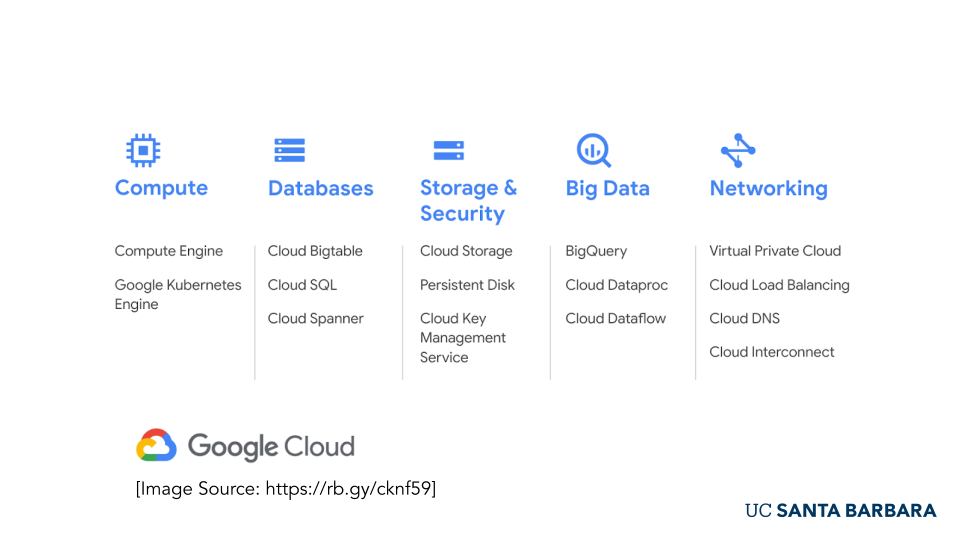 Compute
Compute Engine
Google Kubernetes
Engine
Databases
Cloud Bigtable
Cloud SQL
Cloud Spanner
Storage &
Security
Cloud Storage
Persistent Disk
Cloud Key
Management
Service
Big Data
BigQuery
Cloud Dataproc
Cloud Dataflow
Networking
Virtual Private Cloud
Cloud Load Balancing
Cloud DNS
Cloud Interconnect
Google Cloud
[Image Source: https://rb.gy/cknf59]
UC SANTA BARBARA